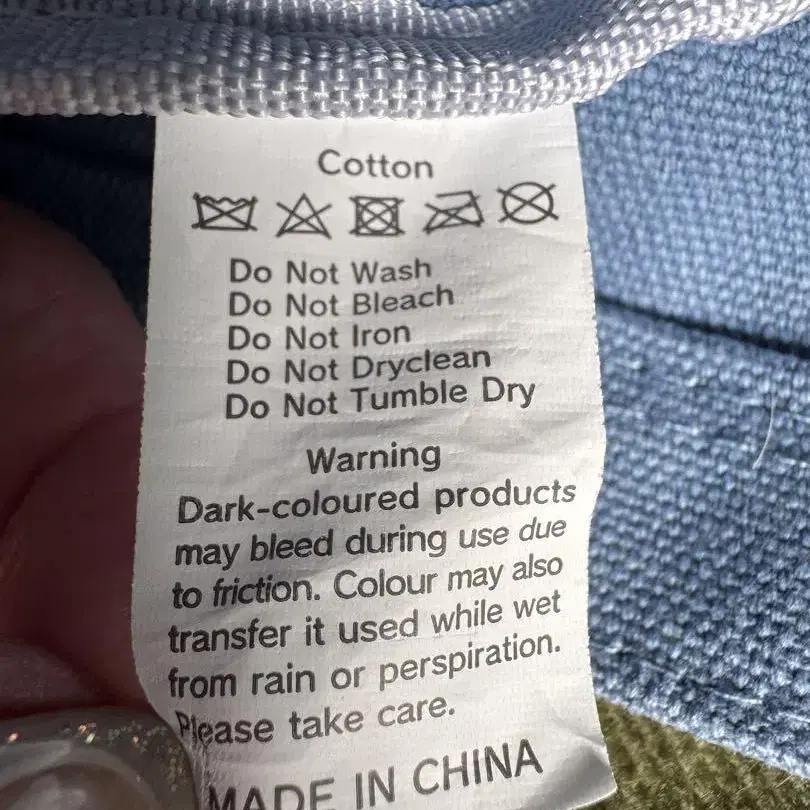 Cotton
Do Not Wash
Do Not Bleach
Do Not Iron
Do Not Dryclean
Do Not Tumble Dry
Warning
Dark-coloured products
may bleed during use due
to friction. Colour may also
transfer it used while wet
from rain or perspiration.
Please take care.
MADE IN CHINA